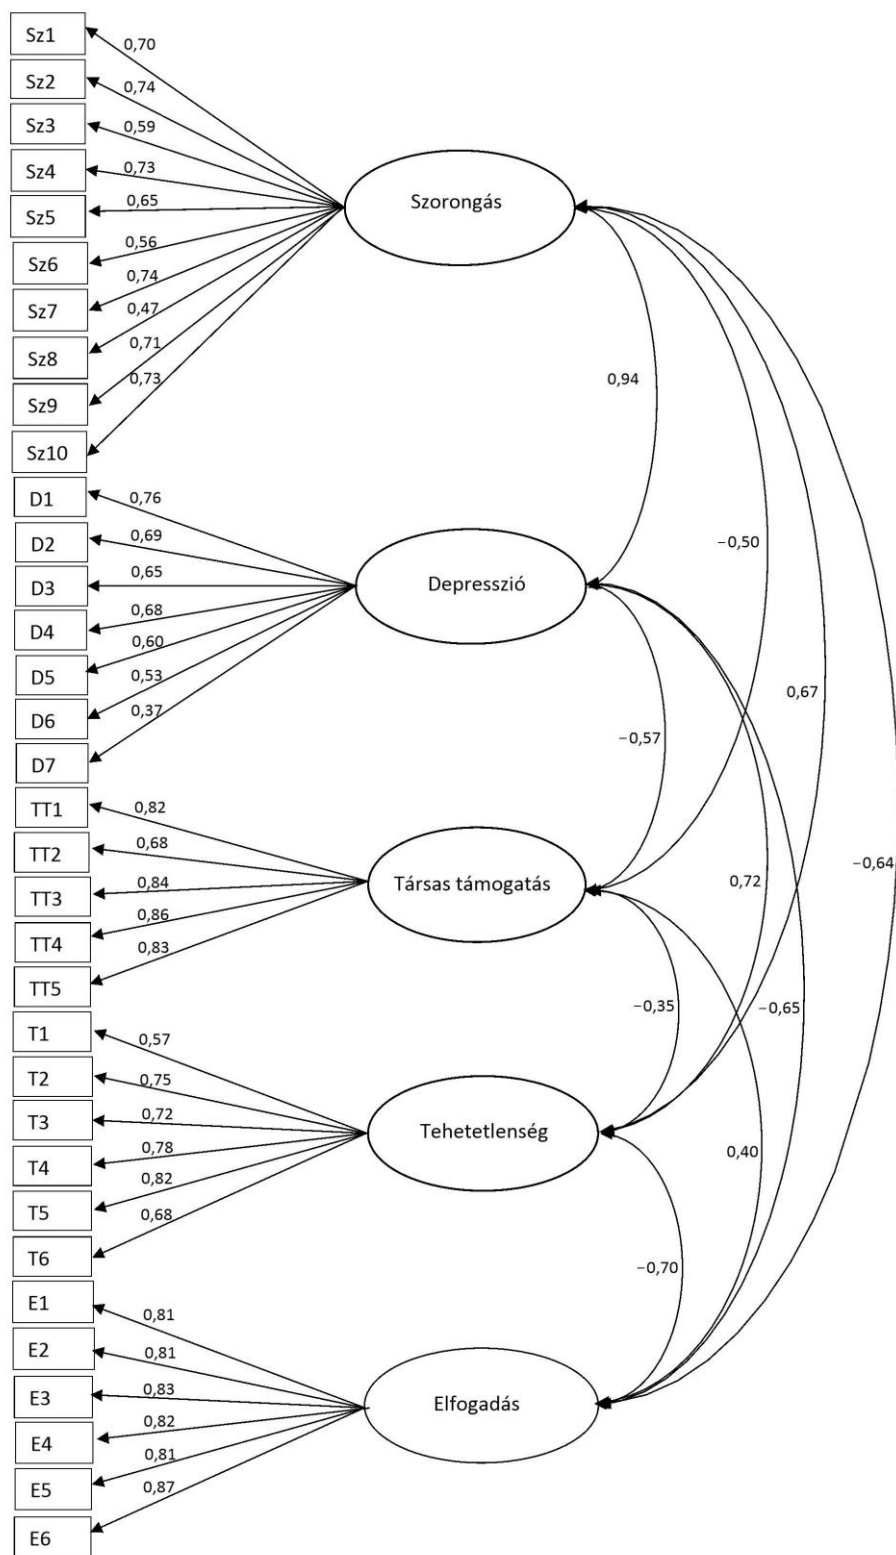 Sz1
0,70
Sz2
0,74
Sz3
0,59
Sz4
0,73
Sz5
0,65
Sz6
0,56
Sz7
0,74
Sz8
0,47
Sz9
0,71
Sz10
0,73
Szorongás
0,94
−0,50
0,67
−0,64
D1
0,76
D2
0,69
D3
0,65
D4
0,68
D5
0,60
D6
0,53
D7
0,37
Depresszió
−0,57
0,72
−0,65
TT1
0,82
TT2
0,68
TT3
0,84
TT4
0,86
TT5
0,83
Társas támogatás
−0,35
0,40
T1
0,57
T2
0,75
T3
0,72
T4
0,78
T5
0,82
T6
0,68
Tehetetlenség
−0,70
E1
0,81
E2
0,81
E3
0,83
E4
0,82
E5
0,81
E6
0,87
Elfogadás